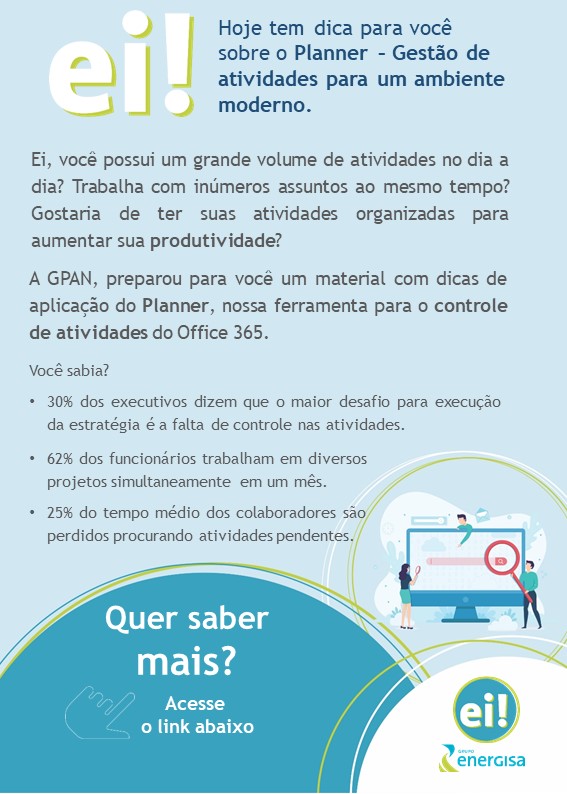 ei!
Hoje tem dica para você
sobre o Planner – Gestão de
atividades para um ambiente
moderno.
Ei, você possui um grande volume de atividades no dia a
dia? Trabalha com inúmeros assuntos ao mesmo tempo?
Gostaria de ter suas atividades organizadas para
aumentar sua produtividade?
A GPAN, preparou para você um material com dicas de
aplicação do Planner, nossa ferramenta para o controle
de atividades do Office 365.
Você sabia?
• 30% dos executivos dizem que o maior desafio para execução
da estratégia é a falta de controle nas atividades.
• 62% dos funcionários trabalham em diversos
projetos simultaneamente em um mês.
• 25% do tempo médio dos colaboradores são
perdidos procurando atividades pendentes.
Quer saber
mais?
Acesse
o link abaixo
ei!
GRUPO
energisa